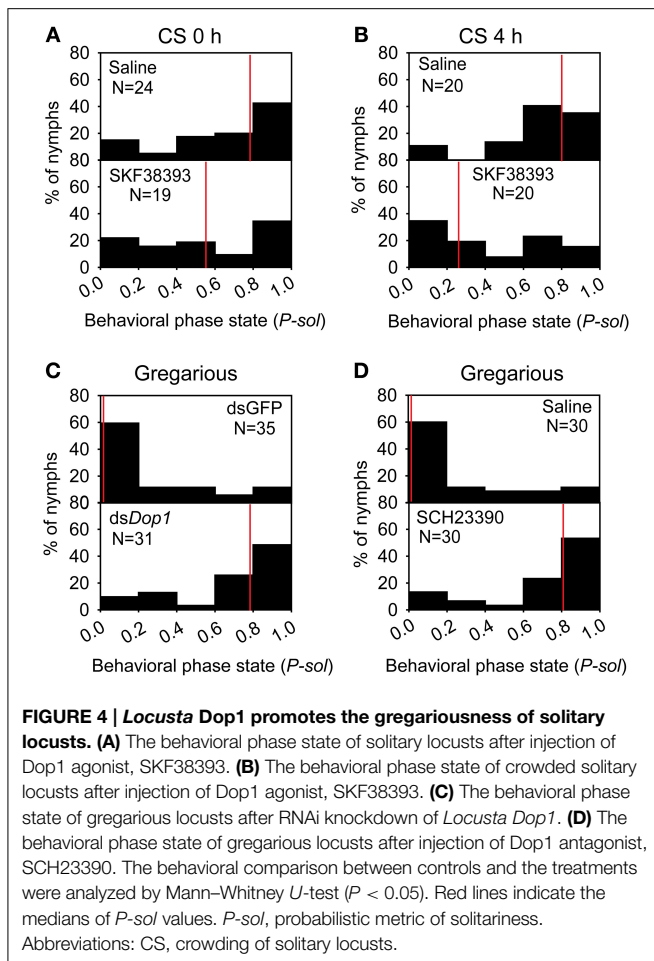 A
CS 0 h
B
CS 4 h
% of nymphs
80
60
40
20
80
60
40
20
0
Saline
N=24
SKF38393
N=19
0.0 0.2 0.4 0.6 0.8 1.0
Behavioral phase state (P-sol)
% of nymphs
80
60
40
20
80
60
40
20
0
Saline
N=20
SKF38393
N=20
0.0 0.2 0.4 0.6 0.8 1.0
Behavioral phase state (P-sol)
C
Gregarious
D
Gregarious
% of nymphs
80
60
40
20
80
60
40
20
0
dsGFP
N=35
dsDop1
N=31
0.0 0.2 0.4 0.6 0.8 1.0
Behavioral phase state (P-sol)
% of nymphs
80
60
40
20
80
60
40
20
0
Saline
N=30
SCH23390
N=30
0.0 0.2 0.4 0.6 0.8 1.0
Behavioral phase state (P-sol)
FIGURE 4 | Locusta Dop1 promotes the gregariousness of solitary
locusts. (A) The behavioral phase state of solitary locusts after injection of
Dop1 agonist, SKF38393. (B) The behavioral phase state of crowded solitary
locusts after injection of Dop1 agonist, SKF38393. (C) The behavioral phase
state of gregarious locusts after RNAi knockdown of Locusta Dop1. (D) The
behavioral phase state of gregarious locusts after injection of Dop1 antagonist,
SCH23390. The behavioral comparison between controls and the treatments
were analyzed by Mann–Whitney U-test (P < 0.05). Red lines indicate the
medians of P-sol values. P-sol, probabilistic metric of solitariness.
Abbreviations: CS, crowding of solitary locusts.